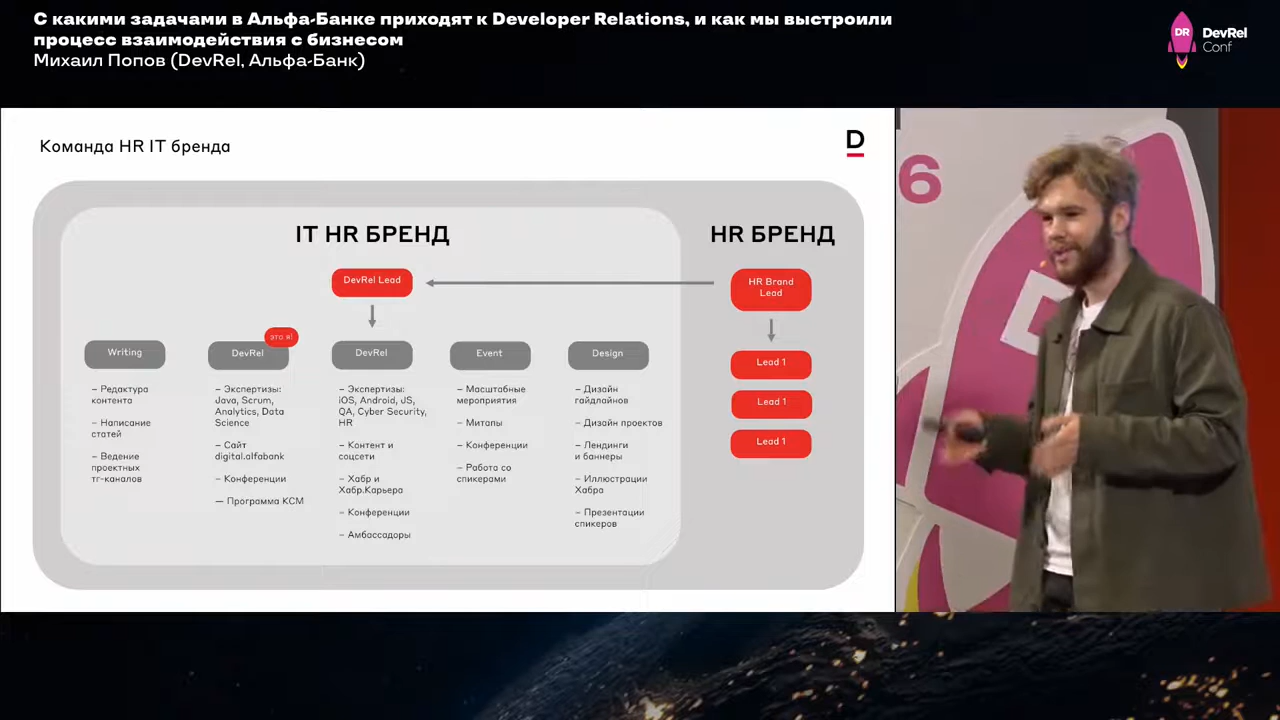 С какими задачами в Альфа-Банке приходят к Developer Relations, и как мы выстроили
процесс взаимодействия с бизнесом
Михаил Попов (DevRel, Альфа-Банк)
DR
DevRel
Conf
Команда HR IT бренда
D
IT HR БРЕНД
HR БРЕНД
DevRel Lead
HR Brand
Lead
Writing
– Редактура
контента
– Написание
статей
– Ведение
проектных
тг-каналов
это я!
DevRel
– Экспертизы:
Java, Scrum,
Analytics, Data
Science
– Сайт
digital.alfabank
– Конференции
— Программа КСМ
DevRel
– Экспертизы:
iOS, Android, JS,
QA, Cyber Security,
HR
– Контент и
соцсети
– Хабр и
Хабр.Карьера
– Конференции
– Амбассадоры
Event
– Масштабные
мероприятия
– Митапы
– Конференции
– Работа со
спикерами
Design
– Дизайн
гайдлайнов
– Дизайн проектов
– Лендинги
и баннеры
– Иллюстрации
Хабра
– Презентации
спикеров
Lead 1
Lead 1
Lead 1
6